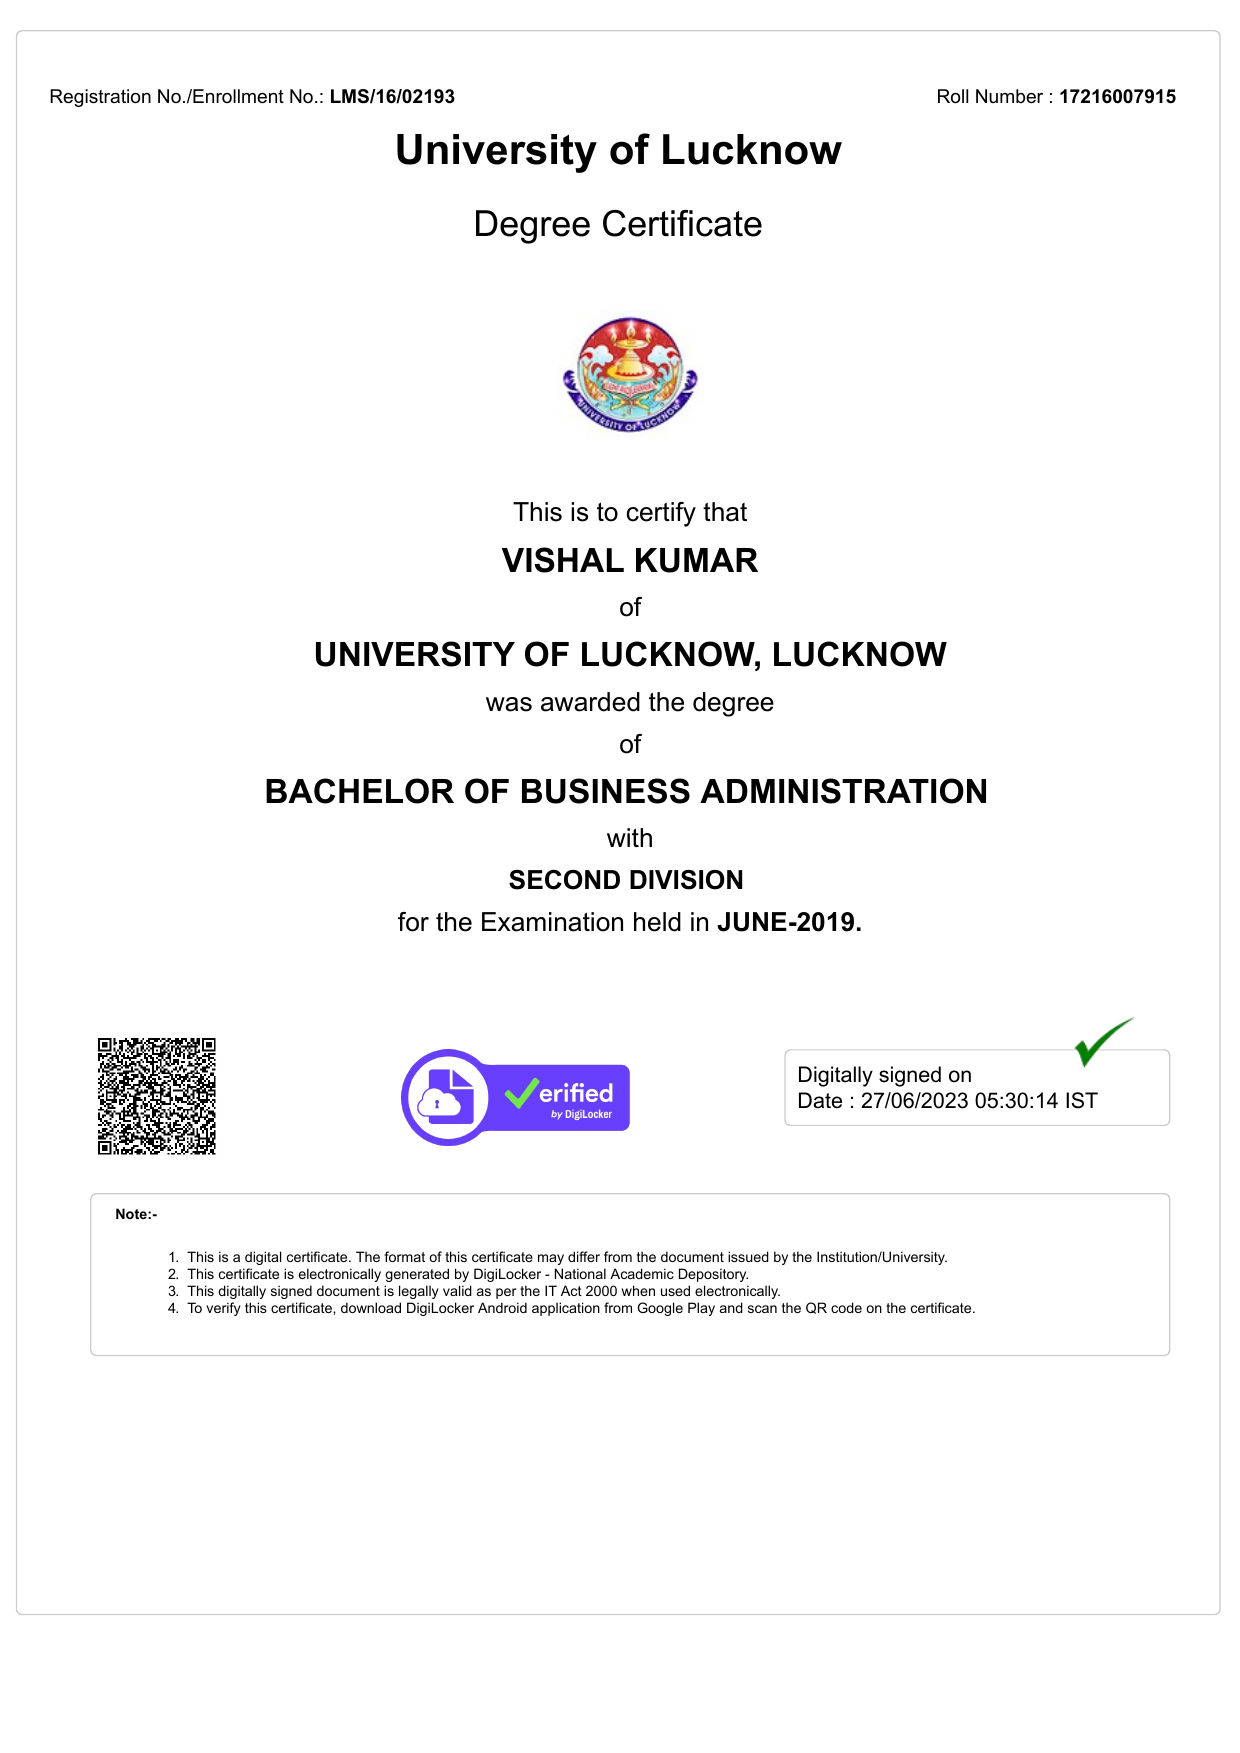 Registration No./Enrollment No.: LMS/16/02193
Roll Number : 17216007915
University of Lucknow
Degree Certificate
UNIVERSITY OF LUCKNOW
This is to certify that
VISHAL KUMAR
of
UNIVERSITY OF LUCKNOW, LUCKNOW
was awarded the degree
of
BACHELOR OF BUSINESS ADMINISTRATION
with
SECOND DIVISION
for the Examination held in JUNE-2019.
erified
by DigiLocker
Digitally signed on
Date : 27/06/2023 05:30:14 IST
Note:-
1. This is a digital certificate. The format of this certificate may differ from the document issued by the Institution/University.
2. This certificate is electronically generated by DigiLocker - National Academic Depository.
3. This digitally signed document is legally valid as per the IT Act 2000 when used electronically.
4. To verify this certificate, download DigiLocker Android application from Google Play and scan the QR code on the certificate.